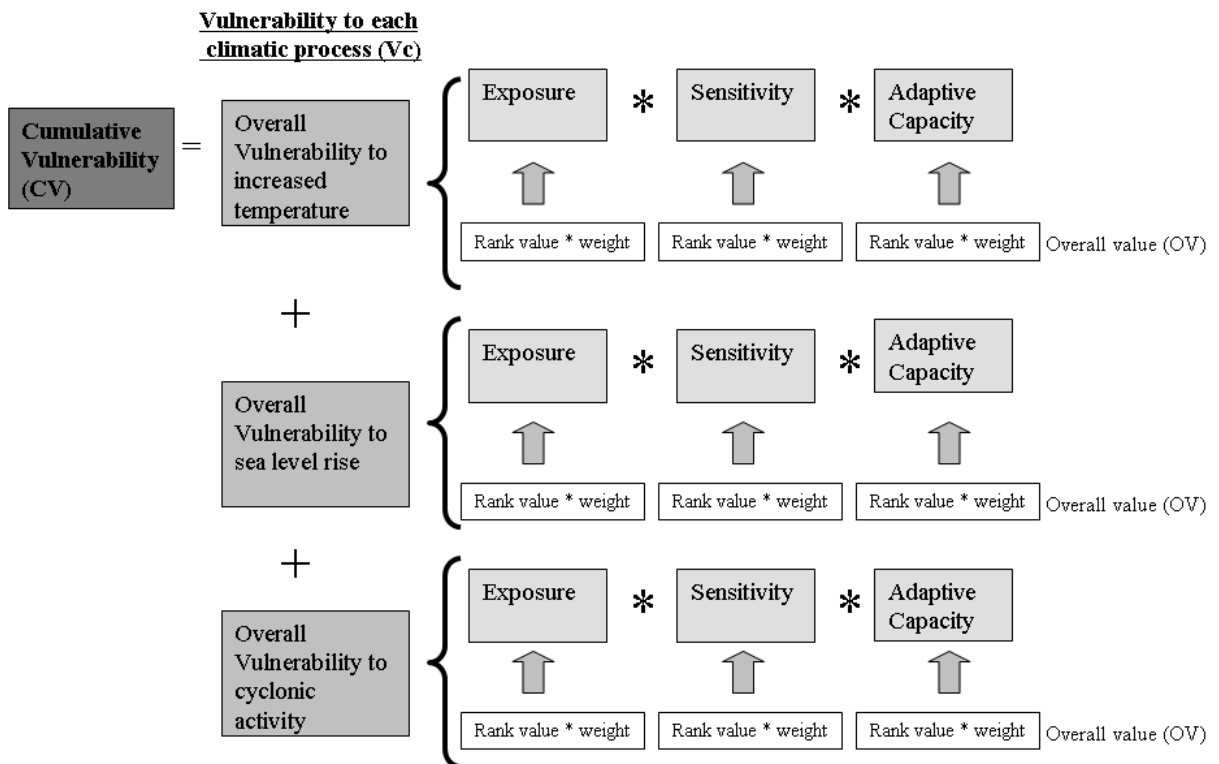 Vulnerability to each
climatic process (Vc)
Cumulative
Vulnerability
(CV)
=
Overall
Vulnerability to
increased
temperature
Exposure * Sensitivity * Adaptive
Capacity
Rank value * weight Rank value * weight Rank value * weight Overall value (OV)
+
Overall
Vulnerability to
sea level rise
Exposure * Sensitivity * Adaptive
Capacity
Rank value * weight Rank value * weight Rank value * weight Overall value (OV)
+
Overall
Vulnerability to
cyclonic
activity
Exposure * Sensitivity * Adaptive
Capacity
Rank value * weight Rank value * weight Rank value * weight Overall value (OV)